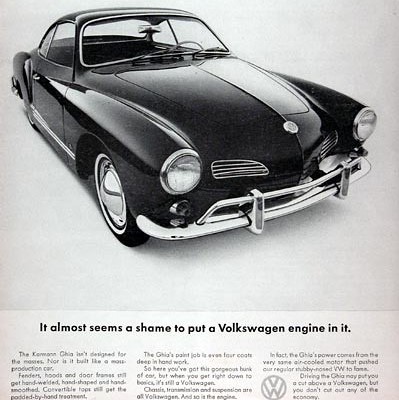 It almost seems a shame to put a Volkswagen engine in it.
The Karmann Ghia isn't designed for
the masses. Nor is it built like a mass-
production car.
Fenders, hoods and door frames still
get hand-welded, hand-shaped and hand-
smoothed. Convertible tops still get the
padded-by-hand treatment.
The Ghia's paint job is even four coats
deep in hand work.
So here you've got this gorgeous bunk
of car, but when you get right down to
basics, it's still a Volkswagen.
Chassis, transmission and suspension are
all Volkswagen. And so is the engine.
In fact, the Ghia's power comes from the
very same air-cooled motor that pushed
our regular stubby-nosed VW to fame.
Driving the Ghia may put you
a cut above a Volkswagen, but
you don't cut out any of the
economy.